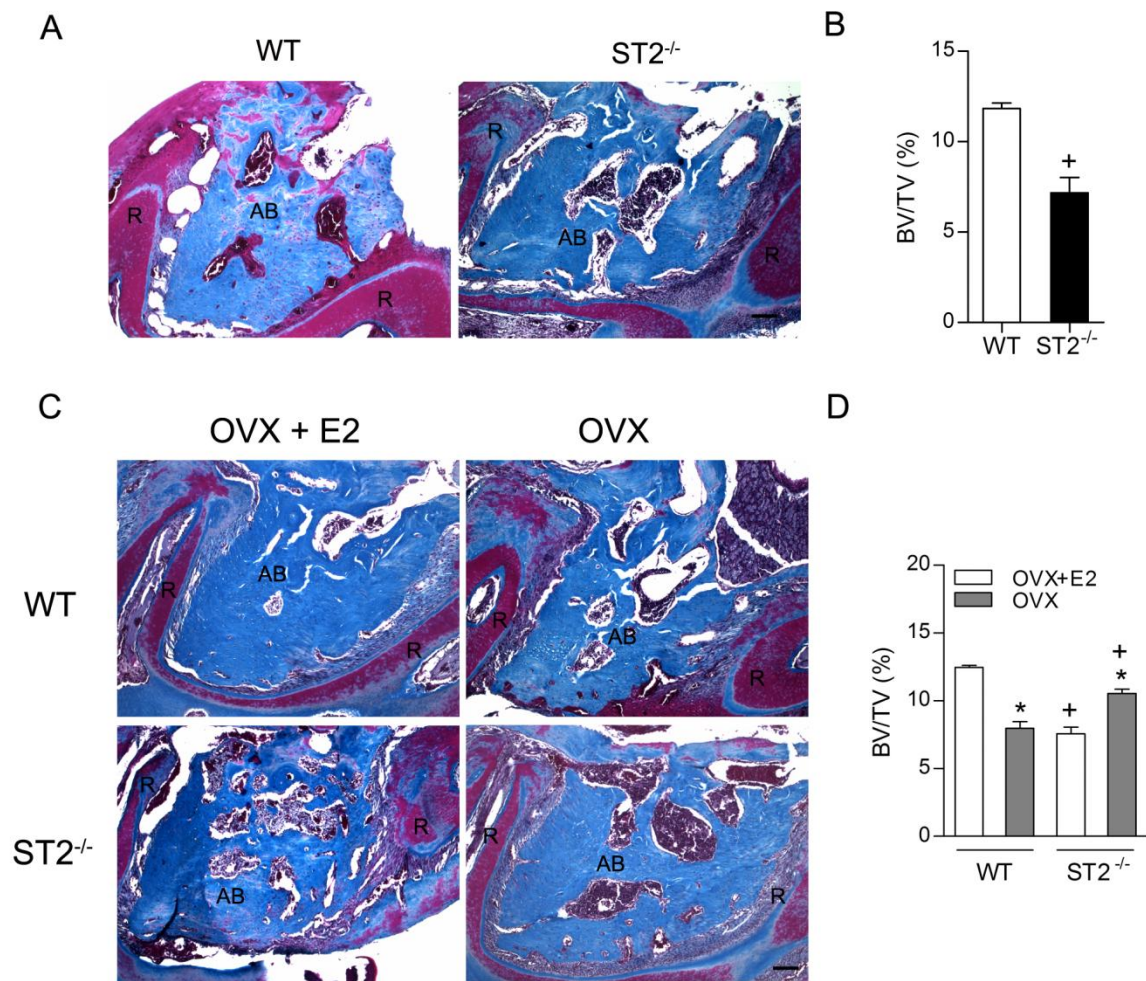 A
WT
ST2-/-
R
AB
R
R
AB
R
B
15
10
5
0
BV/TV (%)
+
WT
ST2-/-
C
OVX + E2
OVX
WT
R
AB
R
R
AB
R
ST2-/-
R
AB
R
R
AB
R
D
20
15
10
5
0
BV/TV (%)
OVX+E2
OVX
*
+
+
*
WT
ST2 -/-